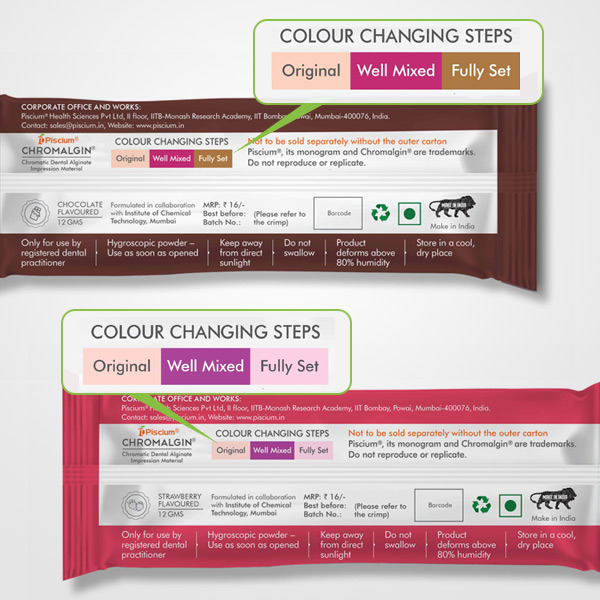 COLOUR CHANGING STEPS
Original Well Mixed Fully Set
CORPORATE OFFICE AND WORKS:
Piscium® Health Sciences Pvt Ltd, II floor, IITB-Monash Research Academy, IIT Bombay, Powai, Mumbai-400076, India.
Contact: sales@piscium.in, Website: www.piscium.in
Piscium®
CHROMALGIN®
Chromatic Dental Alginate
Impression Material
COLOUR CHANGING STEPS
Original Well Mixed Fully Set
Not to be sold separately without the outer carton
Piscium®, its monogram and Chromalgin® are trademarks.
Do not reproduce or replicate.
CHOCOLATE
FLAVOURED
12 GMS
Formulated in collaboration
with Institute of Chemical
Technology, Mumbai
MRP: ₹ 16/-
Best before:
Batch No.:
(Please refer to
the crimp)
Barcode
MAKE IN INDIA
Make in India
Only for use by
registered dental
practitioner
Hygroscopic powder –
Use as soon as opened
Keep away
from direct
sunlight
Do not
swallow
Product
deforms above
80% humidity
Store in a cool,
dry place
COLOUR CHANGING STEPS
Original Well Mixed Fully Set
CORPORATE OFFICE AND WORKS:
Piscium® Health Sciences Pvt Ltd, II floor, IITB-Monash Research Academy, IIT Bombay, Powai, Mumbai-400076, India.
Contact: sales@piscium.in, Website: www.piscium.in
Piscium®
CHROMALGIN®
Chromatic Dental Alginate
Impression Material
COLOUR CHANGING STEPS
Original Well Mixed Fully Set
Not to be sold separately without the outer carton
Piscium®, its monogram and Chromalgin® are trademarks.
Do not reproduce or replicate.
STRAWBERRY
FLAVOURED
12 GMS
Formulated in collaboration
with Institute of Chemical
Technology, Mumbai
MRP: ₹ 16/-
Best before:
Batch No.:
(Please refer to
the crimp)
Barcode
MAKE IN INDIA
Make in India
Only for use by
registered dental
practitioner
Hygroscopic powder –
Use as soon as opened
Keep away
from direct
sunlight
Do not
swallow
Product
deforms above
80% humidity
Store in a cool,
dry place